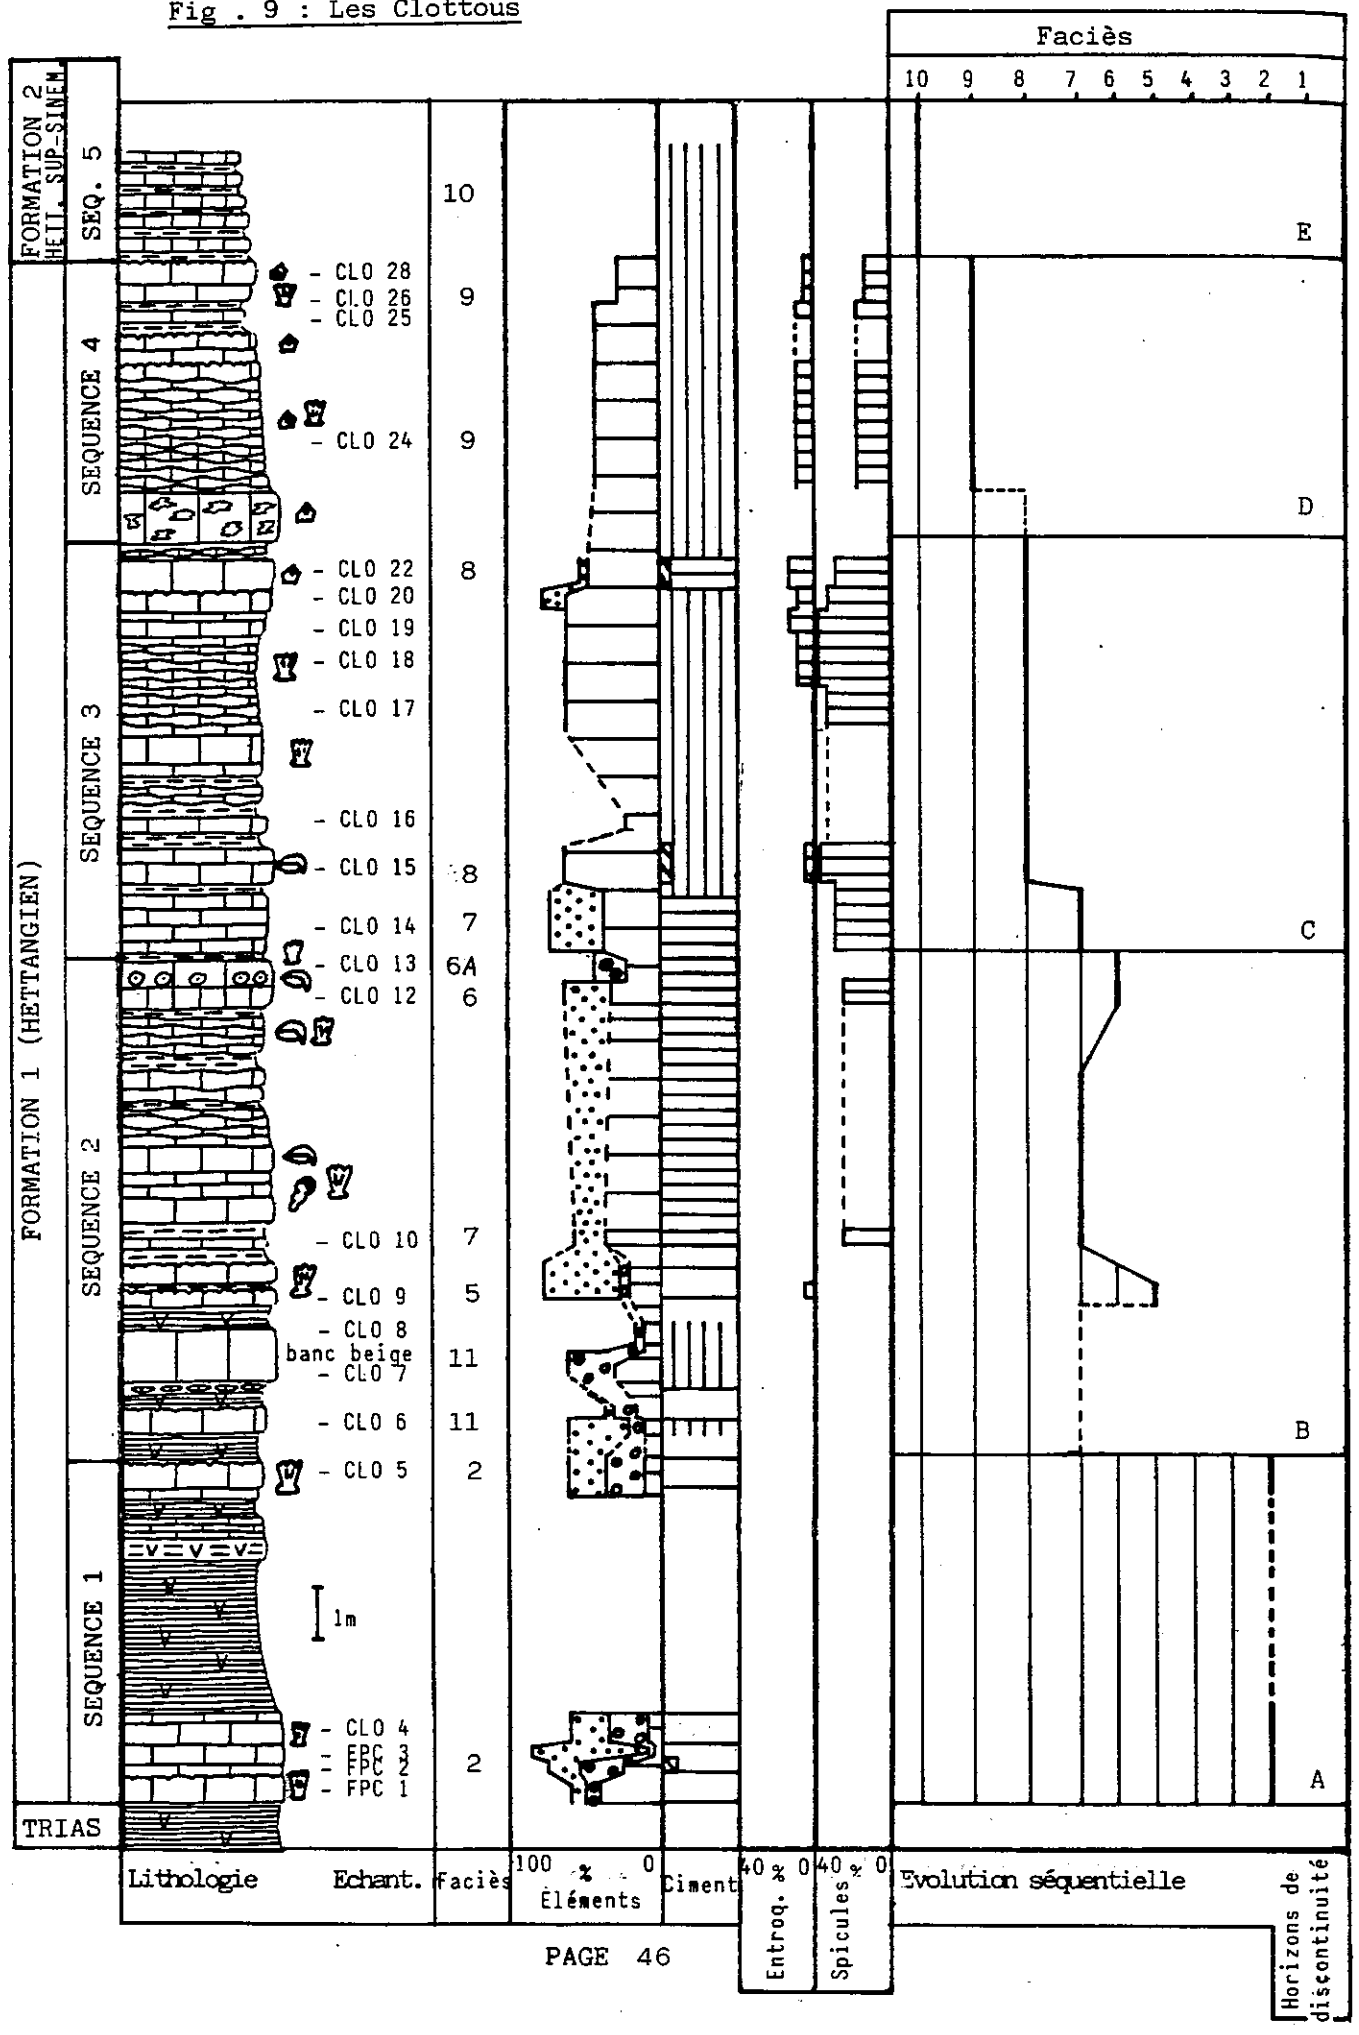 Fig . 9 : Les Clottous
Faciès
10 9 8 7 6 5 4 3 2 1
FORMATION 2
HETT. SUP-SINEM
SEQ. 5
10
E
FORMATION 1 (HETTANGIEN)
SEQUENCE 4
- CLO 28
- CLO 26
9
- CLO 25
- CLO 24
9
D
SEQUENCE 3
- CLO 22
8
- CLO 20
- CLO 19
- CLO 18
- CLO 17
- CLO 16
- CLO 15
8
- CLO 14
7
C
SEQUENCE 2
- CLO 13
6A
- CLO 12
6
- CLO 10
7
- CLO 9
5
- CLO 8
banc beige
11
- CLO 7
- CLO 6
11
B
SEQUENCE 1
- CLO 5
2
1m
- CLO 4
- FPC 3
- FPC 2
2
- FPC 1
A
TRIAS
Lithologie
Echant.
Faciès
100 % 0
Eléments
Ciment
40 % 0
Entroq.
40 % 0
Spicules
Evolution séquentielle
Horizons de
discontinuité
PAGE 46